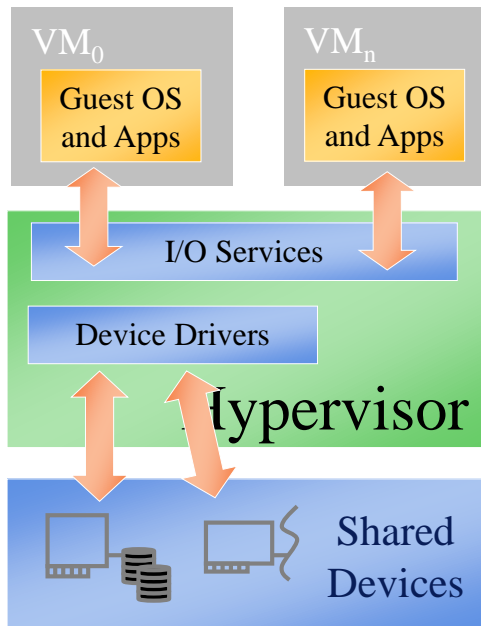 VM0
VMn
Guest OS
and Apps
Guest OS
and Apps
I/O Services
Device Drivers
Hypervisor
Shared
Devices